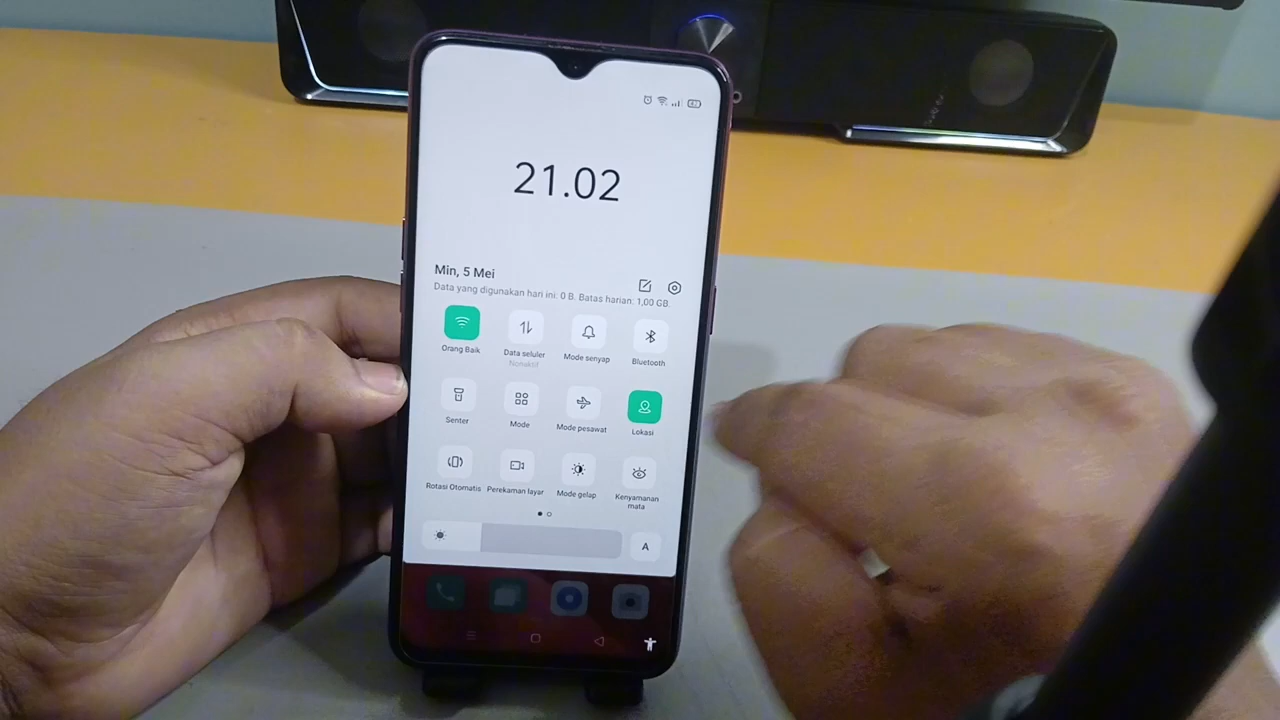 21.02
Min, 5 Mei
Data yang digunakan hari ini: 0 B. Batas harian: 1,00 GB.
Orang Baik
Data seluler
Nonaktif
Mode senyap
Bluetooth
Senter
Mode
Mode pesawat
Lokasi
Rotasi Otomatis
Perekaman layar
Mode gelap
Kenyamanan
mata
A